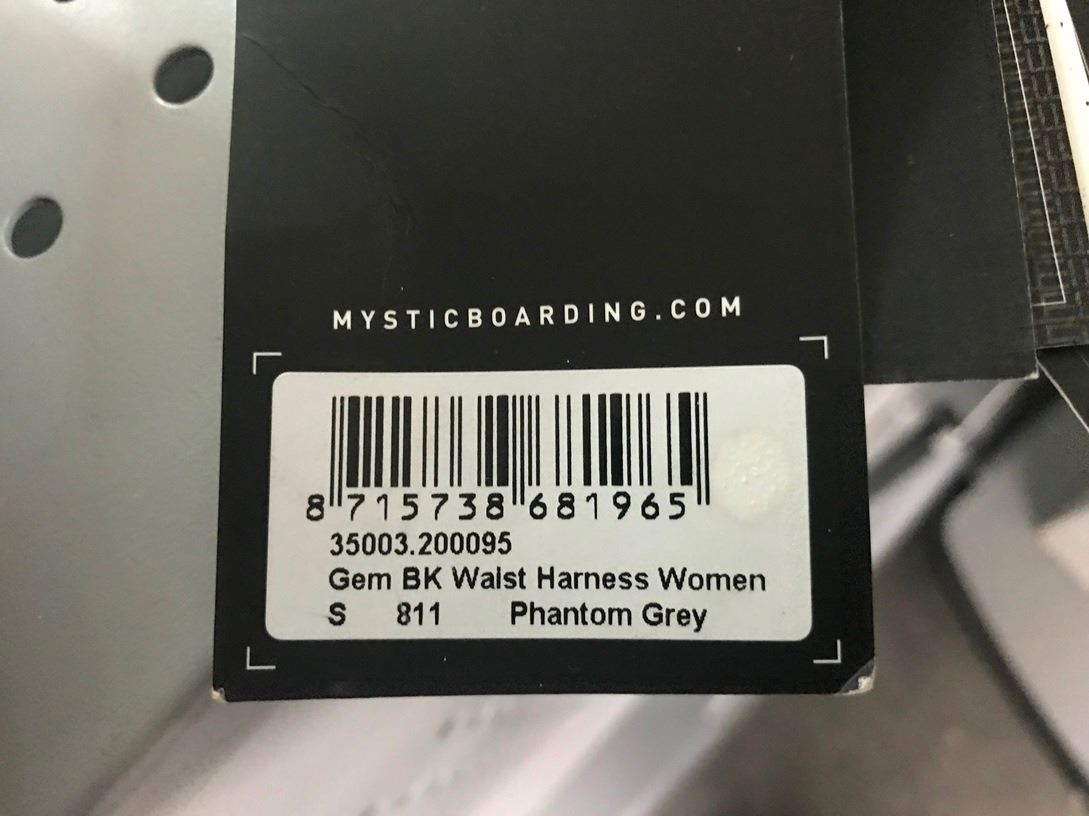 MYSTICBOARDING.COM
8 715738 681965
35003.200095
Gem BK Waist Harness Women
S 811 Phantom Grey